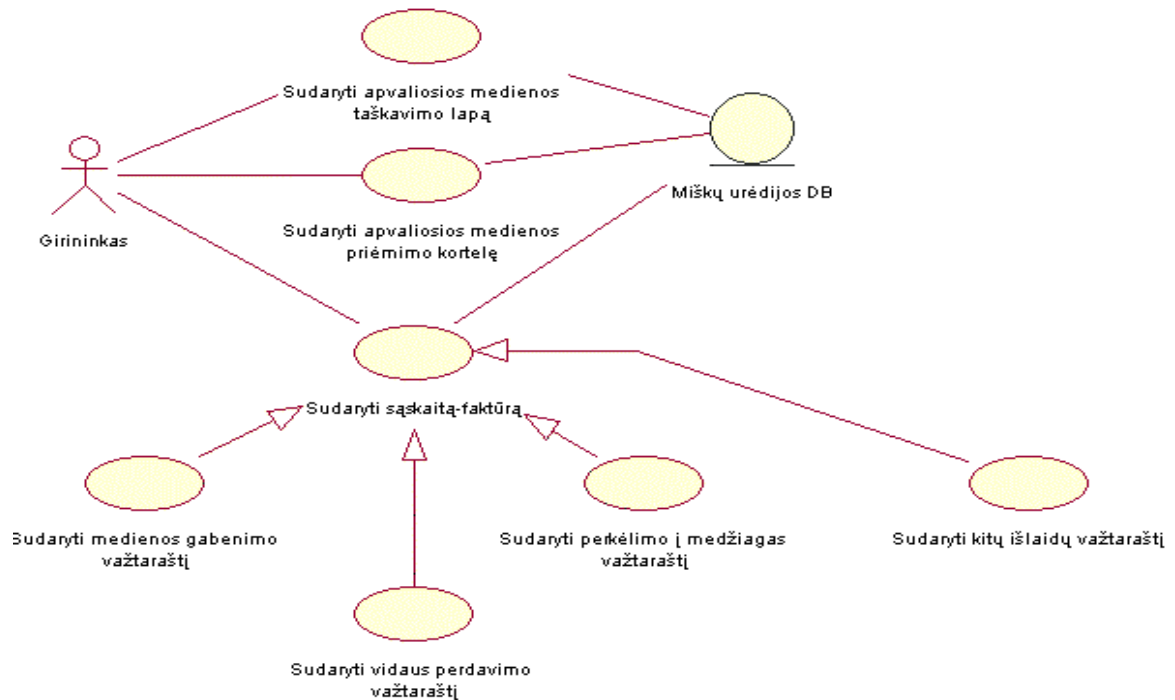 Sudaryti apvaliosios medienos
taškavimo lapą
Miškų urėdijos DB
Girininkas
Sudaryti apvaliosios medienos
priėmimo kortelę
Sudaryti sąskaitą-faktūrą
Sudaryti medienos gabenimo
važtaraštį
Sudaryti perkėlimo į medžiagas
važtaraštį
Sudaryti kitų išlaidų važtaraštį
Sudaryti vidaus perdavimo
važtaraštį